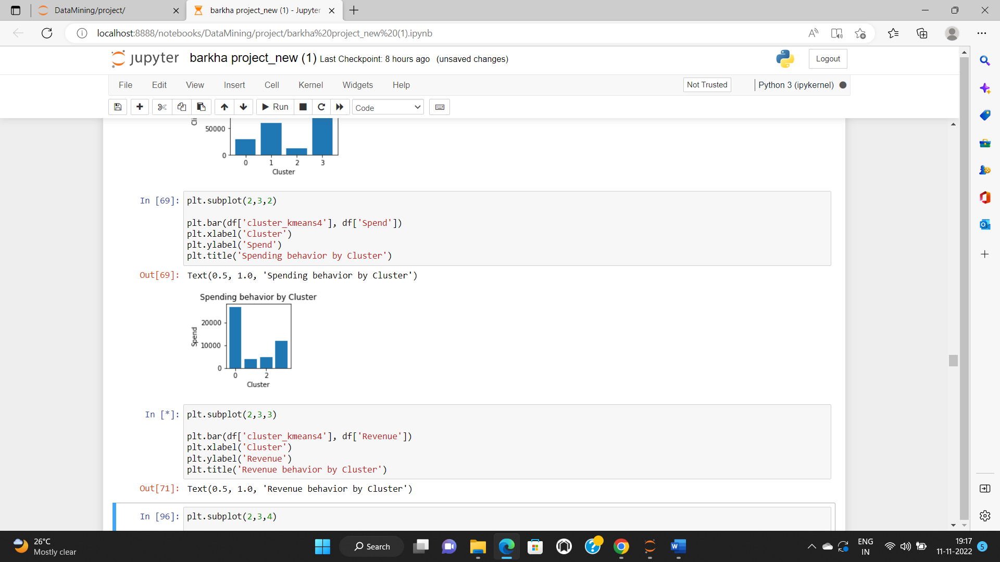 DataMining/project/
barkha project_new (1) - Jupyter
localhost:8888/notebooks/DataMining/project/barkha%20project_new%20(1).ipynb
jupyter barkha project_new (1) Last Checkpoint: 8 hours ago (unsaved changes)
Logout
File Edit View Insert Cell Kernel Widgets Help
Not Trusted
Python 3 (ipykernel)
Run
Code
50000
0
0 1 2 3
Cluster
In [69]: plt.subplot(2,3,2)
plt.bar(df['cluster_kmeans4'], df['Spend'])
plt.xlabel('Cluster')
plt.ylabel('Spend')
plt.title('Spending behavior by Cluster')
Out[69]: Text(0.5, 1.0, 'Spending behavior by Cluster')
Spending behavior by Cluster
20000
Spend
10000
0
0 2
Cluster
In [*]: plt.subplot(2,3,3)
plt.bar(df['cluster_kmeans4'], df['Revenue'])
plt.xlabel('Cluster')
plt.ylabel('Revenue')
plt.title('Revenue behavior by Cluster')
Out[71]: Text(0.5, 1.0, 'Revenue behavior by Cluster')
In [96]: plt.subplot(2,3,4)
26°C
Mostly clear
Search
ENG
IN
19:17
11-11-2022
5